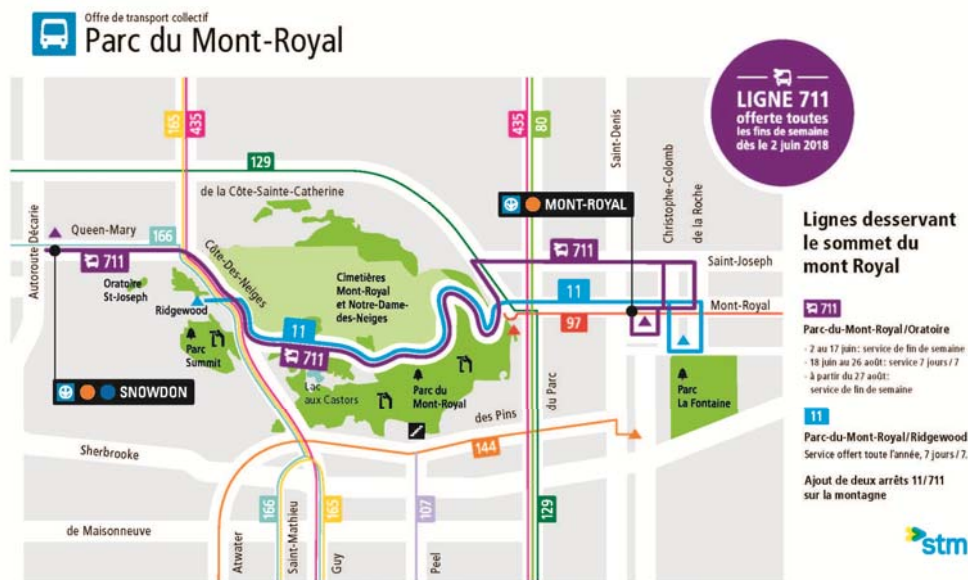 Offre de transport collectif
Parc du Mont-Royal
LIGNE 711
offerte toutes
les fins de semaine
dès le 2 juin 2018
165
435
435
80
129
de la Côte-Sainte-Catherine
Saint-Denis
Christophe-Colomb
de la Roche
MONT-ROYAL
Autoroute Décarie
Queen-Mary
166
711
Côte-Des-Neiges
Oratoire
St-Joseph
Ridgewood
Cimetières
Mont-Royal
et Notre-Dame-
des-Neiges
711
Saint-Joseph
11
Mont-Royal
97
11
711
Parc
Summit
Lac
aux Castors
Parc du
Mont-Royal
du Parc
Parc
La Fontaine
SNOWDON
des Pins
144
Sherbrooke
166
165
107
129
de Maisonneuve
Atwater
Saint-Mathieu
Guy
Peel
Lignes desservant
le sommet du
mont Royal
711
Parc-du-Mont-Royal/Oratoire
- 2 au 17 juin: service de fin de semaine
- 18 juin au 26 août: service 7 jours / 7
- à partir du 27 août:
service de fin de semaine
11
Parc-du-Mont-Royal/Ridgewood
Service offert toute l'année, 7 jours / 7.
Ajout de deux arrêts 11/711
sur la montagne
stm